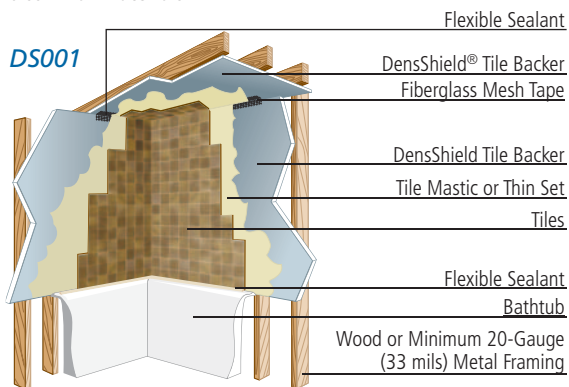 Flexible Sealant
DS001
DensShield® Tile Backer
Fiberglass Mesh Tape
DensShield Tile Backer
Tile Mastic or Thin Set
Tiles
Flexible Sealant
Bathtub
Wood or Minimum 20-Gauge
(33 mils) Metal Framing